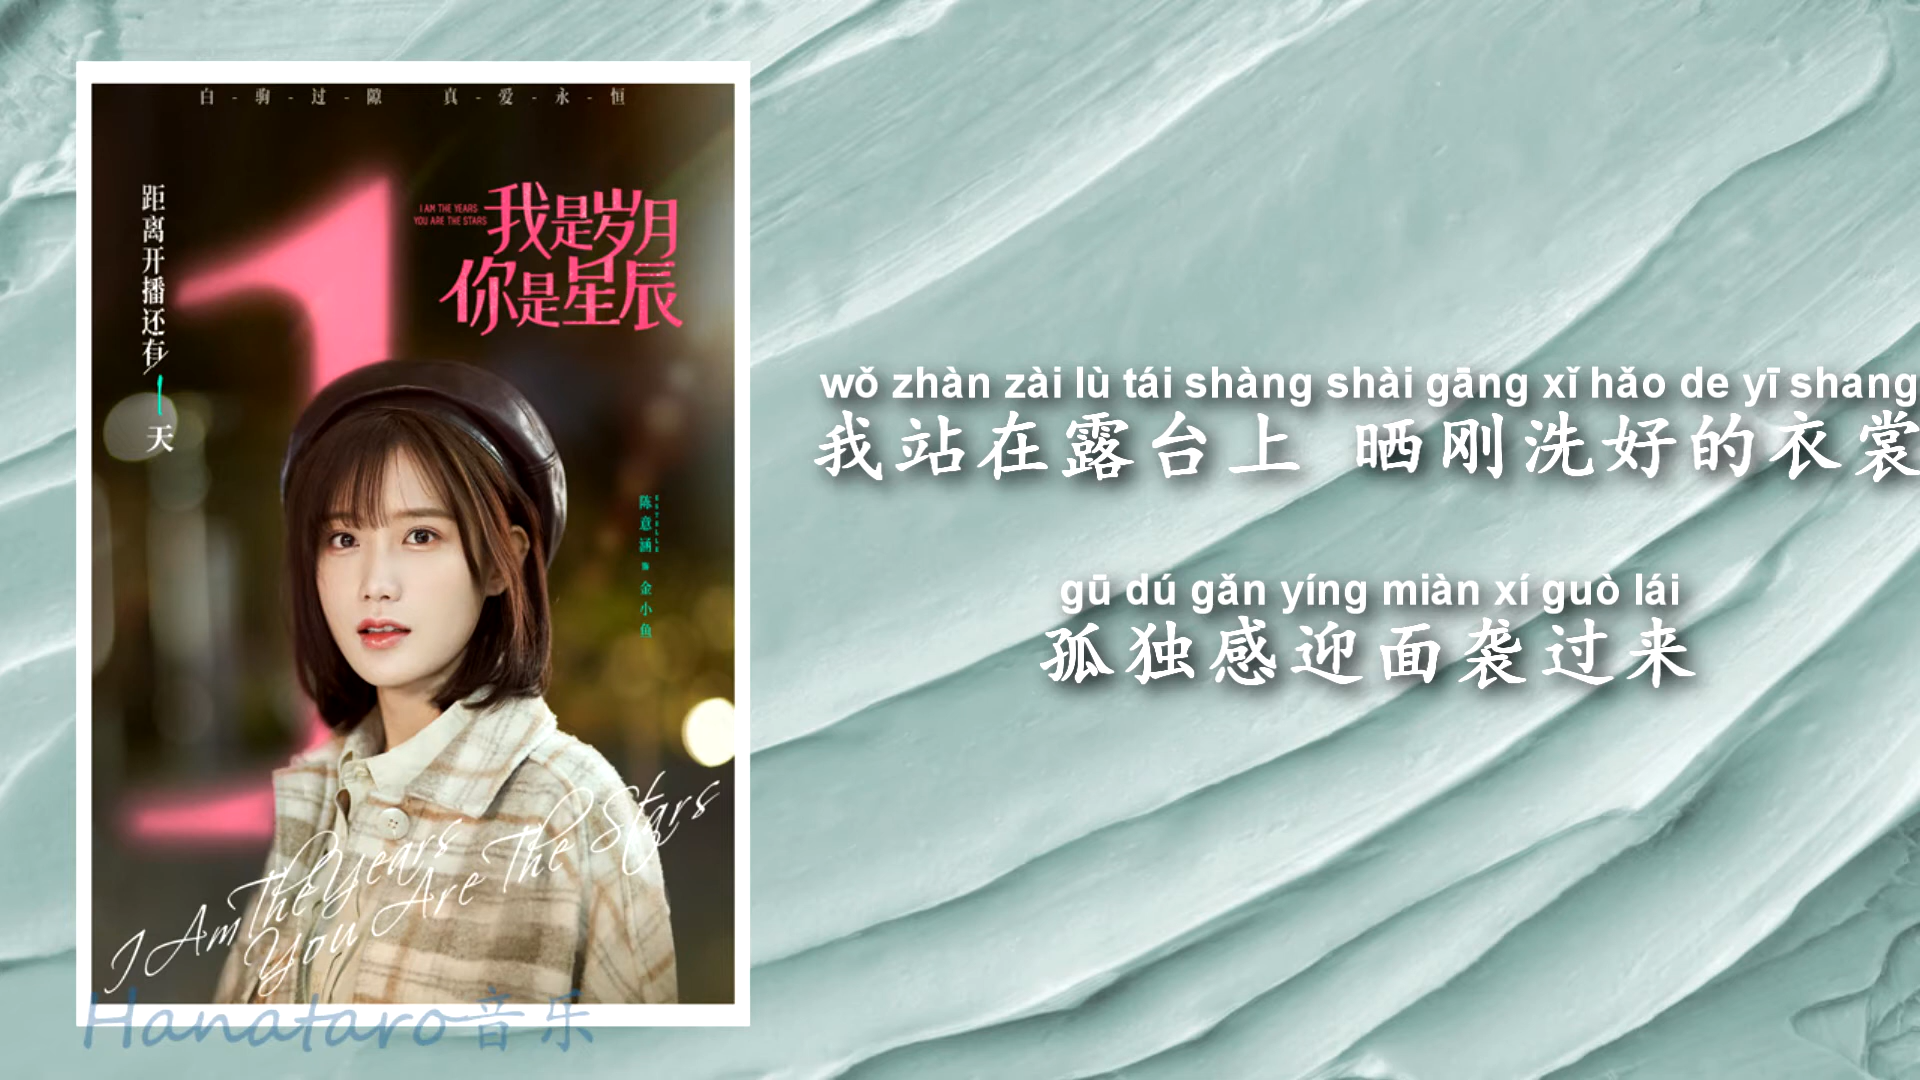 白-驹-过-隙 真-爱-永-恒
距离开播还有1天
I AM THE YEARS
YOU ARE THE STARS
我是岁月
你是星辰
陈意涵 饰 金小鱼
ESTELLE
I Am The Years
You Are The Stars
Hanataro音乐
wǒ zhàn zài lù tái shàng shài gāng xǐ hǎo de yī shang
我站在露台上 晒刚洗好的衣裳
gū dú gǎn yíng miàn xí guò lái
孤独感迎面袭过来